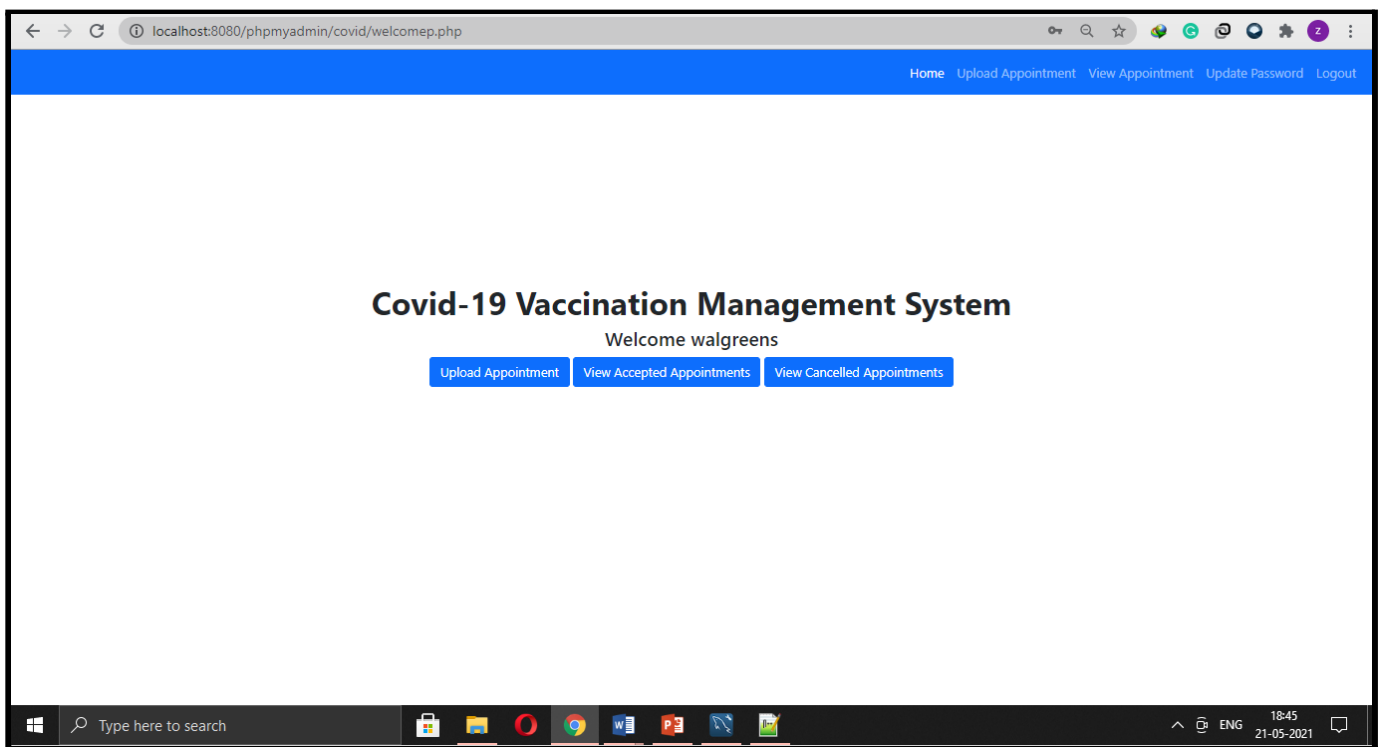 localhost:8080/phpmyadmin/covid/welcomep.php
Z
Home Upload Appointment View Appointment Update Password Logout
Covid-19 Vaccination Management System
Welcome walgreens
Upload Appointment View Accepted Appointments View Cancelled Appointments
Type here to search
ENG
18:45
21-05-2021